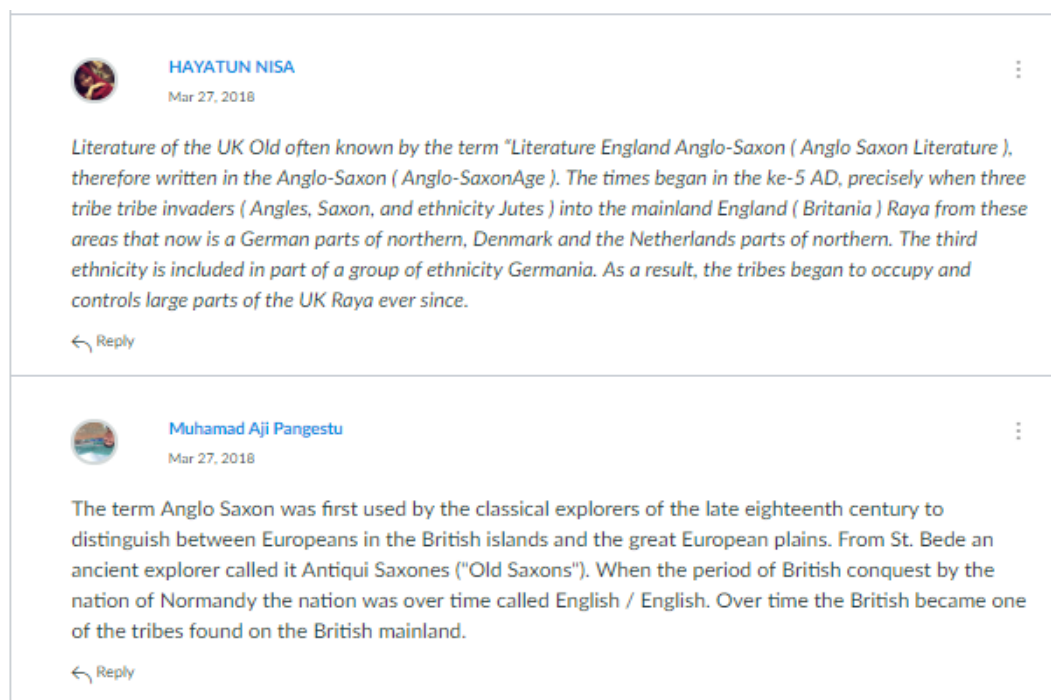 HAYATUN NISA
Mar 27, 2018
Literature of the UK Old often known by the term “Literature England Anglo-Saxon ( Anglo Saxon Literature ),
therefore written in the Anglo-Saxon ( Anglo-SaxonAge ). The times began in the ke-5 AD, precisely when three
tribe tribe invaders ( Angles, Saxon, and ethnicity Jutes ) into the mainland England ( Britania ) Raya from these
areas that now is a German parts of northern, Denmark and the Netherlands parts of northern. The third
ethnicity is included in part of a group of ethnicity Germania. As a result, the tribes began to occupy and
controls large parts of the UK Raya ever since.
Reply
Muhamad Aji Pangestu
Mar 27, 2018
The term Anglo Saxon was first used by the classical explorers of the late eighteenth century to
distinguish between Europeans in the British islands and the great European plains. From St. Bede an
ancient explorer called it Antiqui Saxones ("Old Saxons"). When the period of British conquest by the
nation of Normandy the nation was over time called English / English. Over time the British became one
of the tribes found on the British mainland.
Reply